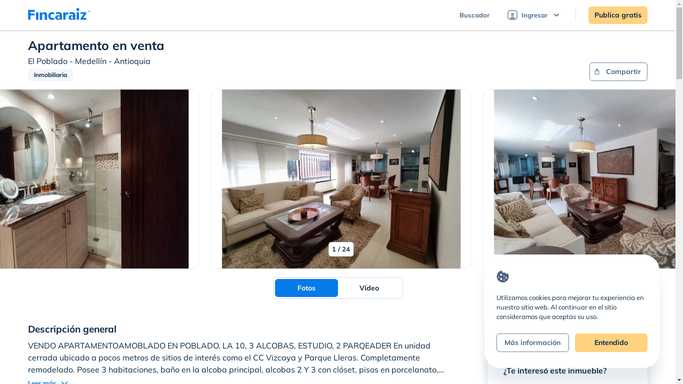 Fincaraiz
Buscador
Ingresar
Publica gratis
Apartamento en venta
El Poblado - Medellín - Antioquia
Inmobiliaria
Compartir
1 / 24
Fotos
Video
Utilizamos cookies para mejorar tu experiencia en
nuestro sitio web. Al continuar en el sitio
consideramos que aceptas su uso.
Más información
Entendido
Descripción general
VENDO APARTAMENTOAMOBLADO EN POBLADO, LA 10, 3 ALCOBAS, ESTUDIO, 2 PARQEADER En unidad
cerrada ubicado a pocos metros de sitios de interés como el CC Vizcaya y Parque Lleras. Completamente
remodelado. Posee 3 habitaciones, baño en la alcoba principal, alcobas 2 Y 3 con clóset, pisos en porcelanato,...
Leer más
¿Te interesó este inmueble?